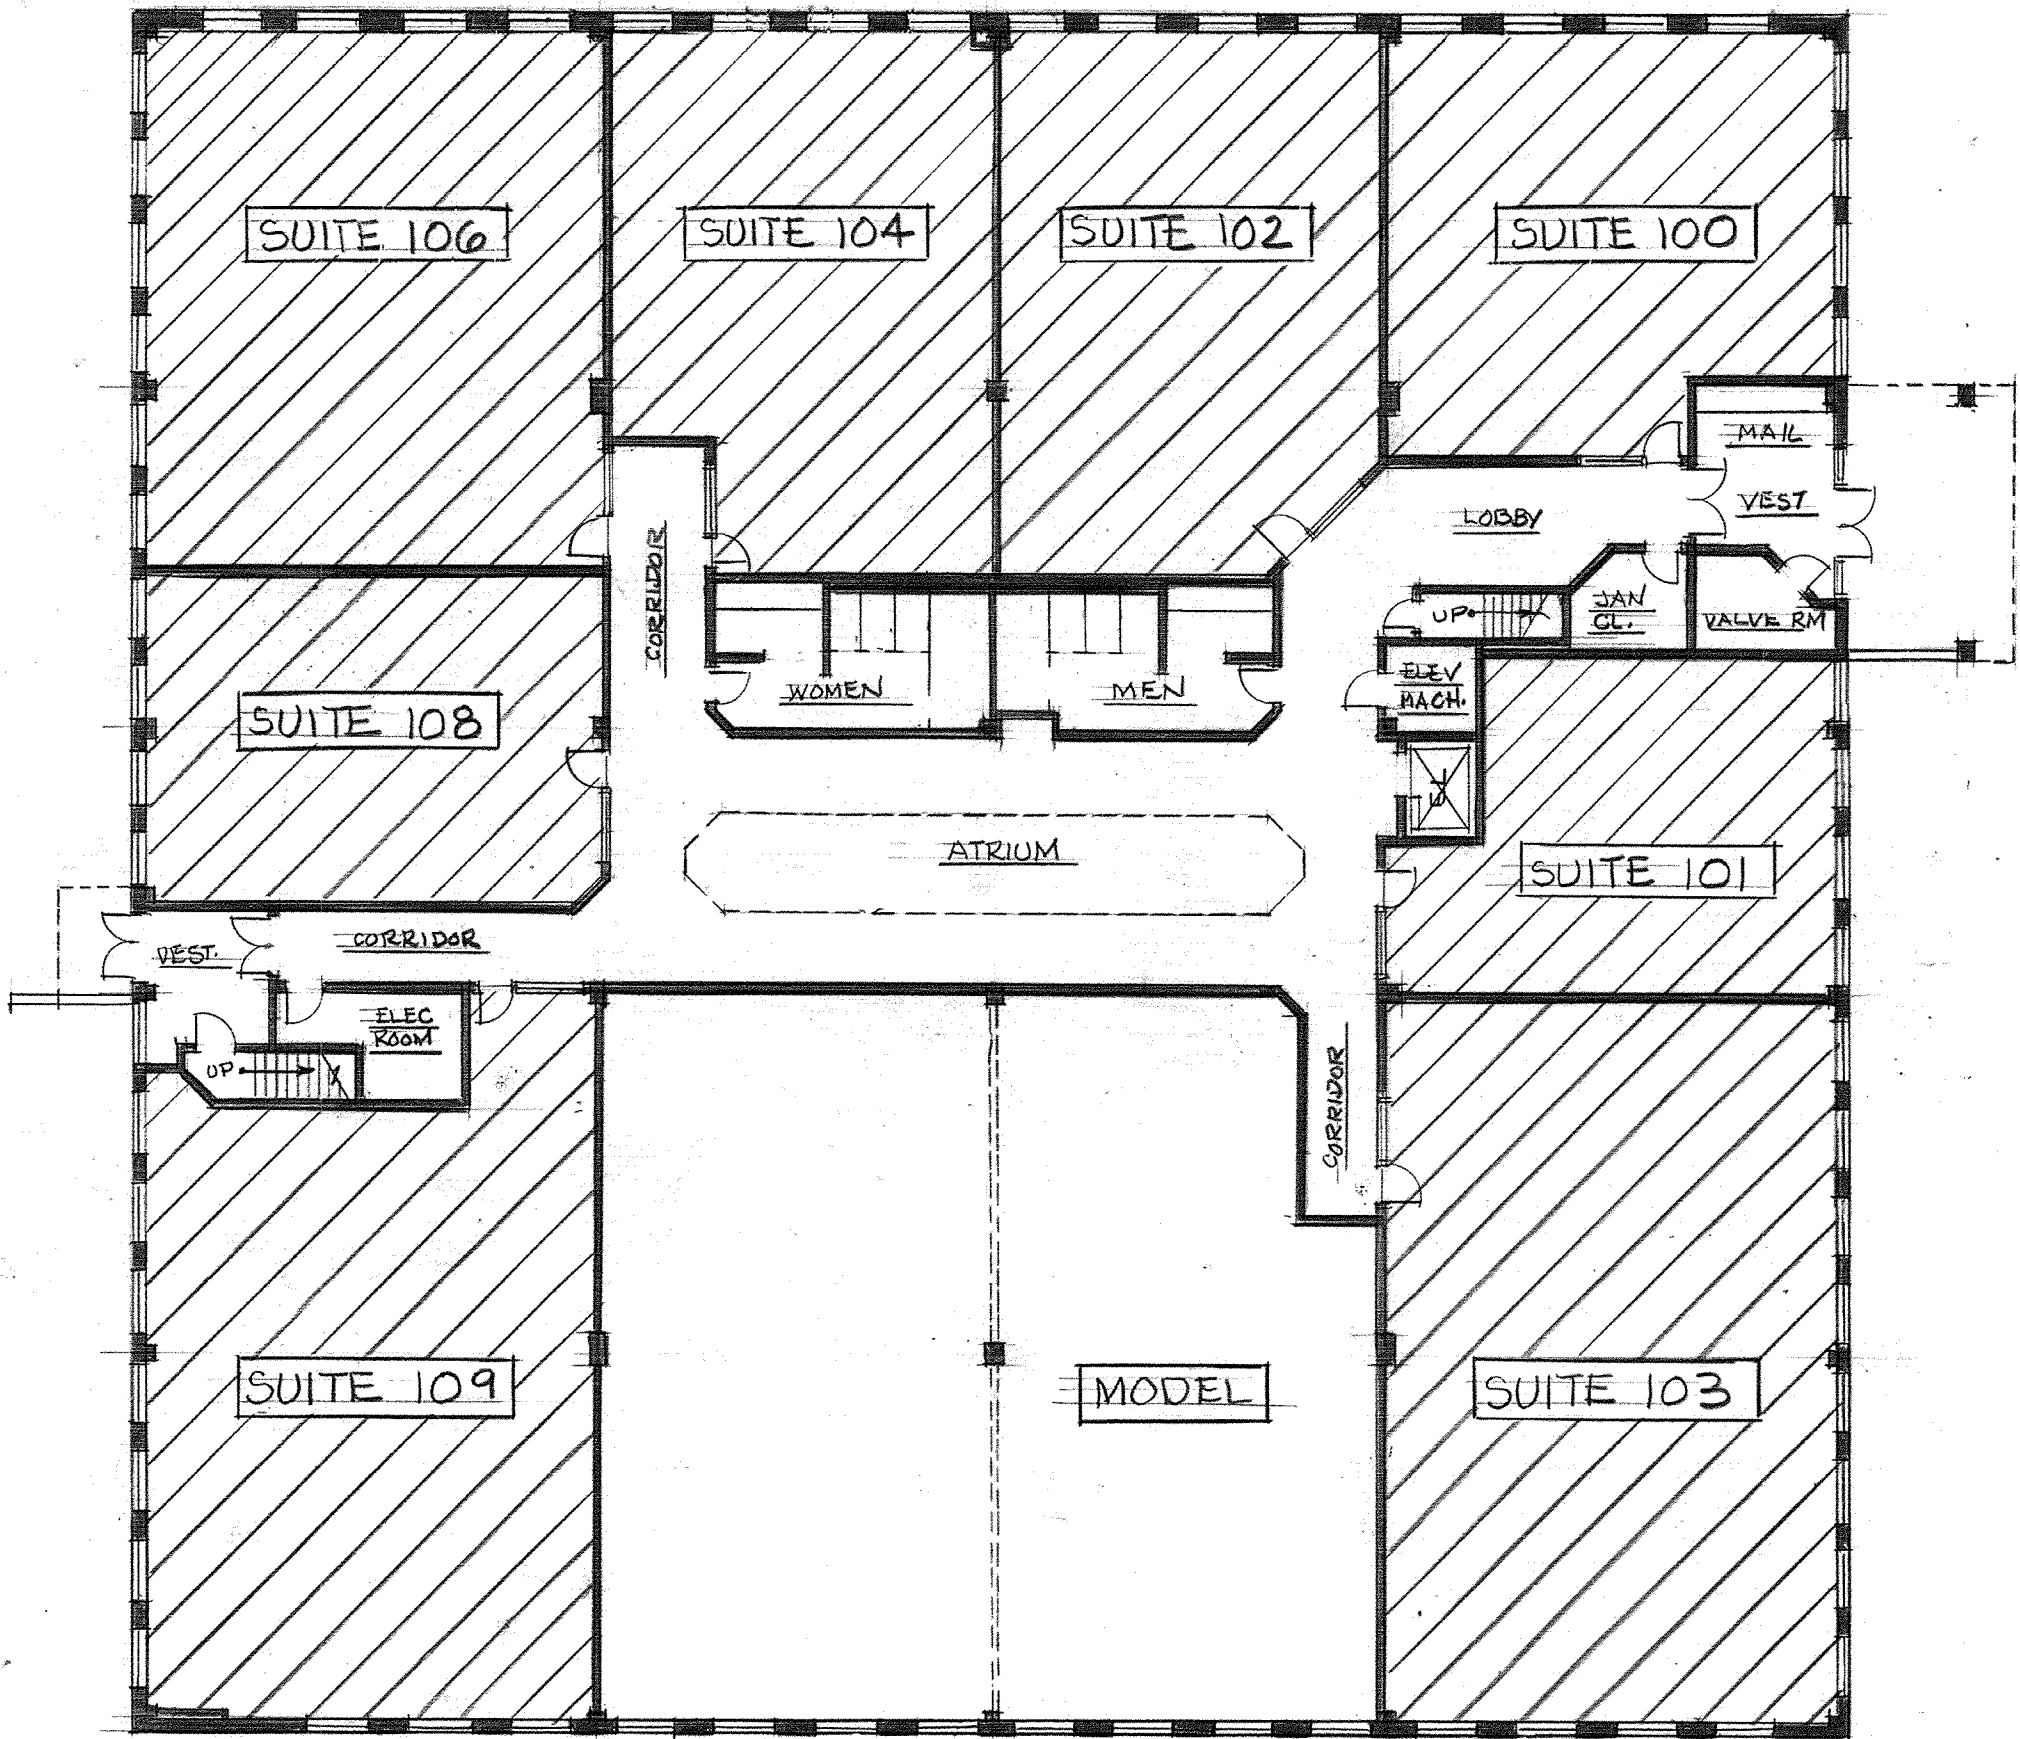 SUITE 106
SUITE 104
SUITE 102
SUITE 100
MAIL
VEST
LOBBY
CORRIDOR
UP
JAN
CL.
VALVE RM
WOMEN
MEN
ELEV
MACH.
SUITE 108
EL
ATRIUM
SUITE 101
VEST.
CORRIDOR
ELEC
ROOM
UP
CORRIDOR
SUITE 109
MODEL
SUITE 103